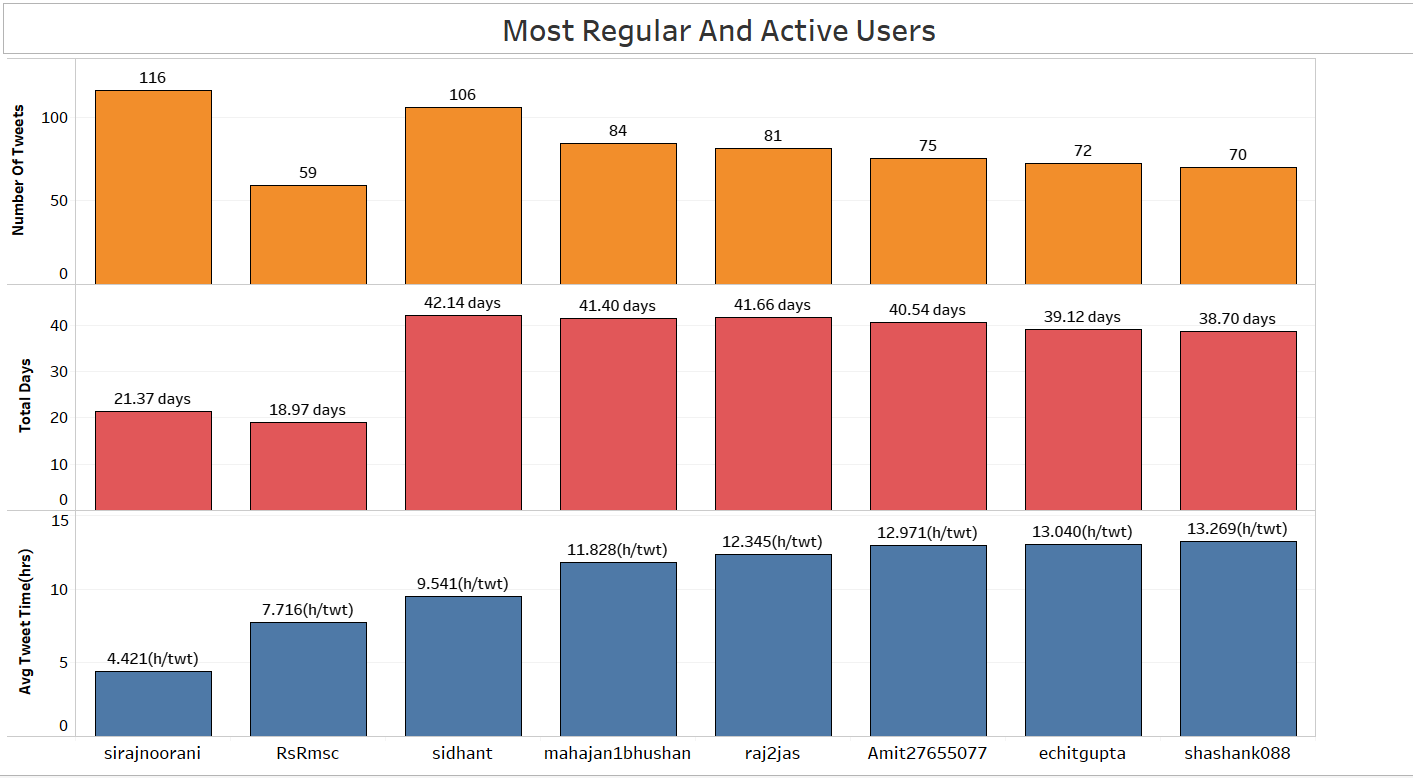 Most Regular And Active Users
Number Of Tweets
100
50
0
116
59
106
84
81
75
72
70
Total Days
40
30
20
10
0
21.37 days
18.97 days
42.14 days
41.40 days
41.66 days
40.54 days
39.12 days
38.70 days
Avg Tweet Time(hrs)
15
10
5
0
4.421(h/twt)
7.716(h/twt)
9.541(h/twt)
11.828(h/twt)
12.345(h/twt)
12.971(h/twt)
13.040(h/twt)
13.269(h/twt)
sirajnoorani
RsRmsc
sidhant
mahajan1bhushan
raj2jas
Amit27655077
echitgupta
shashank088